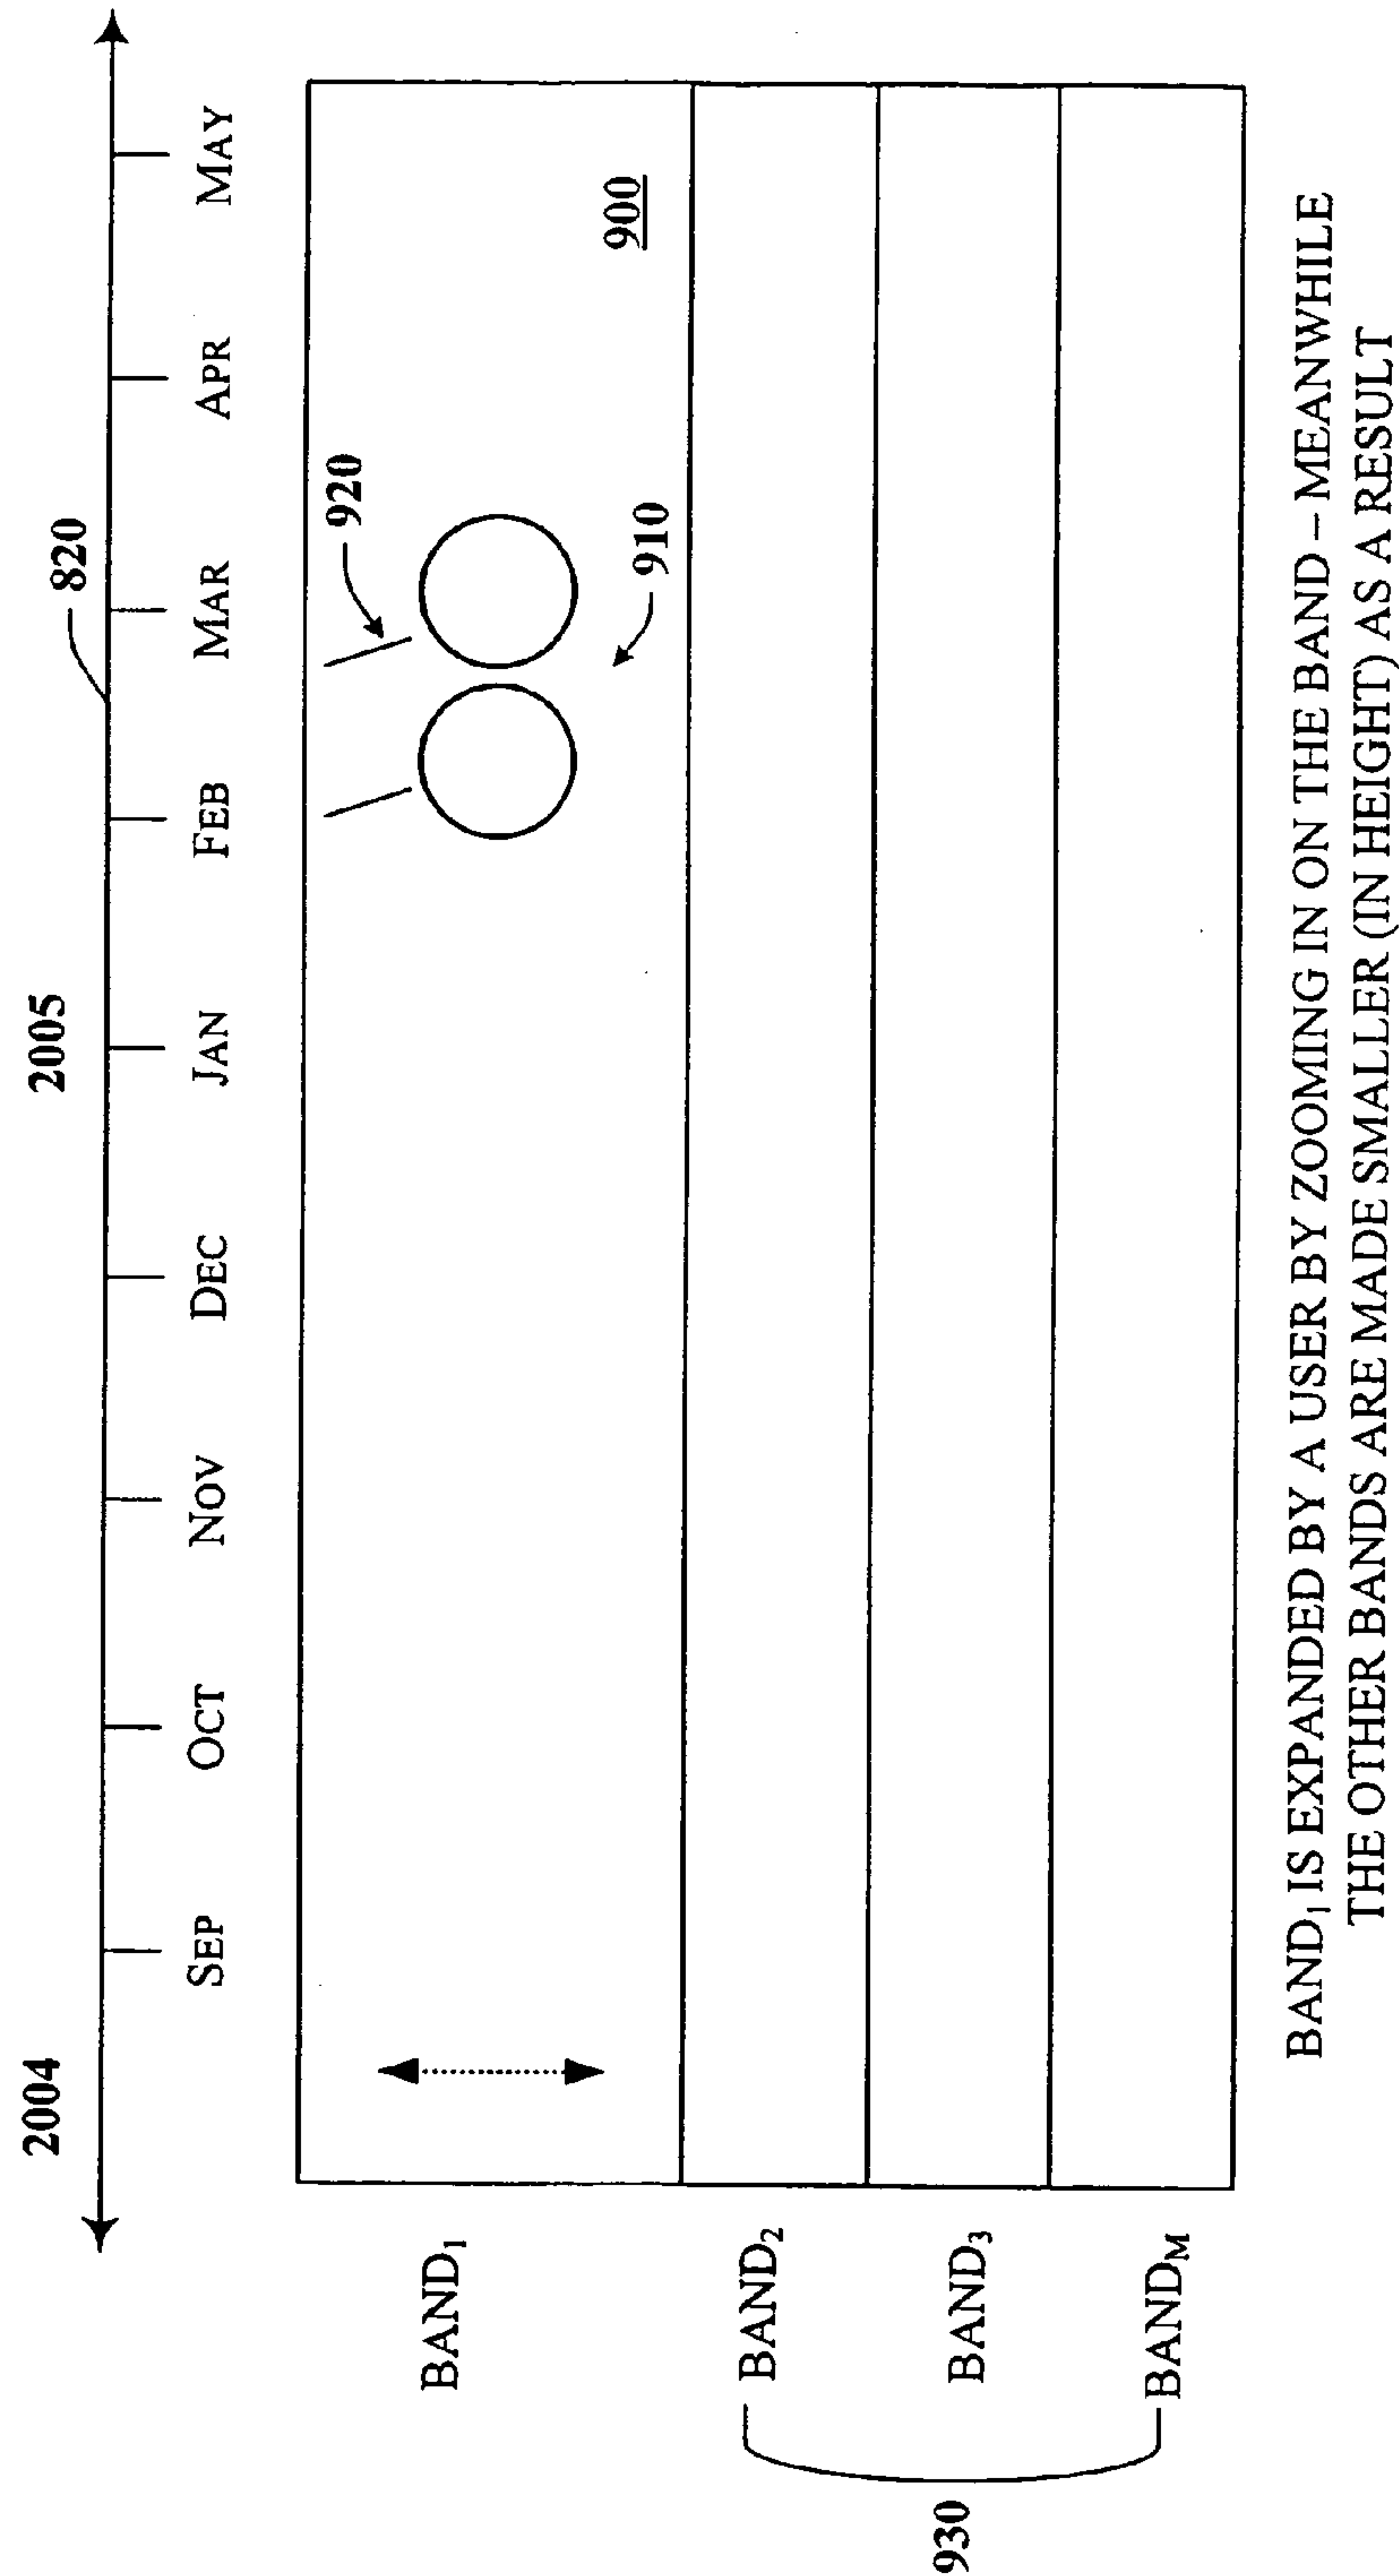 2004
2005
820
SEP OCT NOV DEC JAN FEB MAR APR MAY
BAND₁
920
910
900
930
BAND₂
BAND₃
BANDM
BAND₁ IS EXPANDED BY A USER BY ZOOMING IN ON THE BAND – MEANWHILE
THE OTHER BANDS ARE MADE SMALLER (IN HEIGHT) AS A RESULT